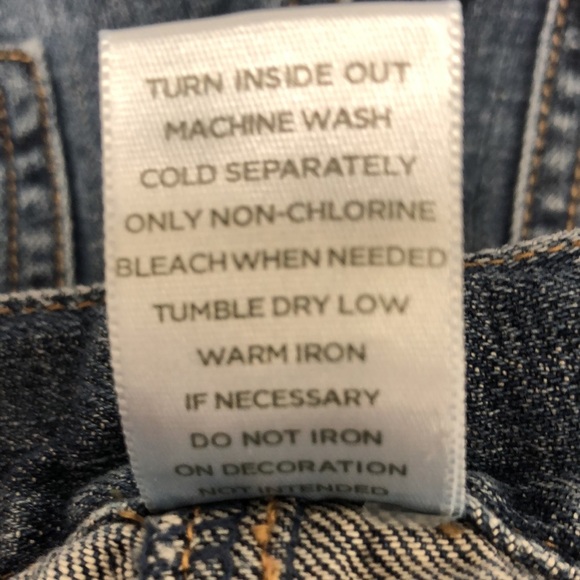 TURN INSIDE OUT
MACHINE WASH
COLD SEPARATELY
ONLY NON-CHLORINE
BLEACH WHEN NEEDED
TUMBLE DRY LOW
WARM IRON
IF NECESSARY
DO NOT IRON
ON DECORATION
NOT INTENDED